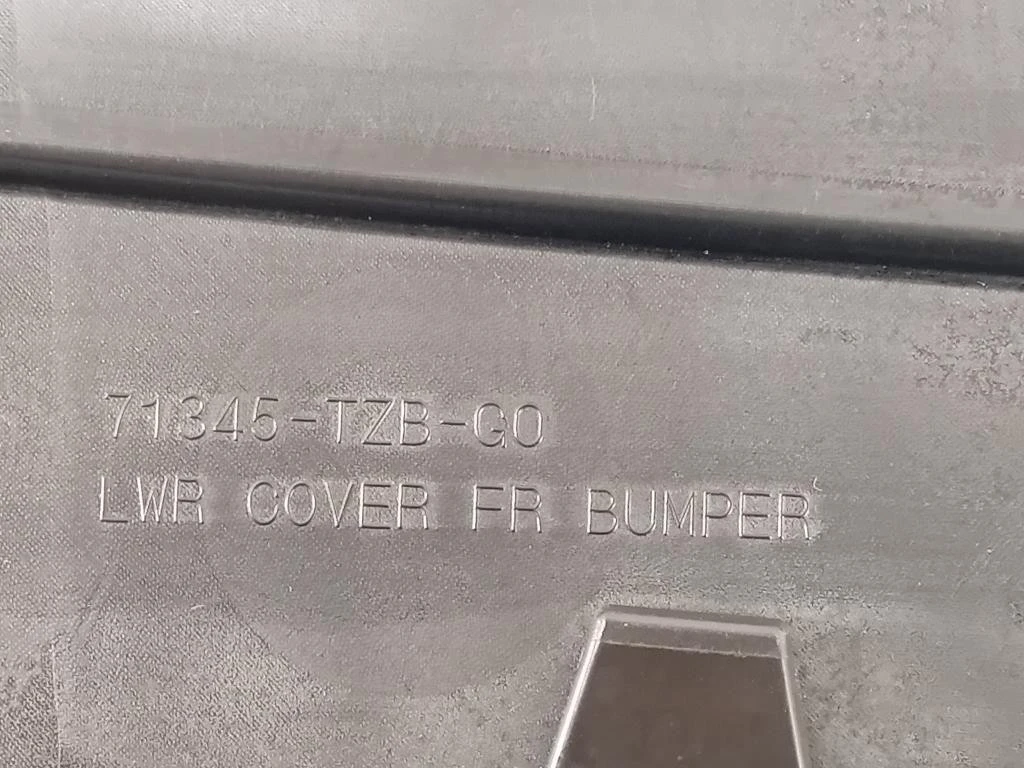 71345-TZB-G0
LWR COVER FR BUMPER